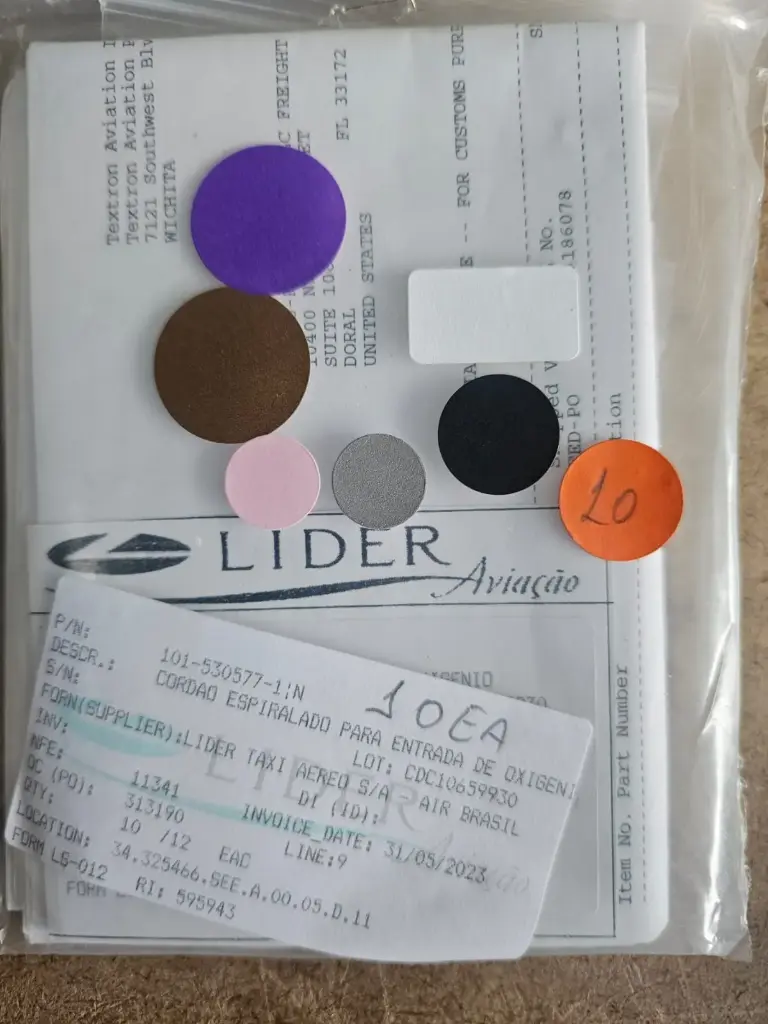 Textron Aviation
Textron Aviation
7121 Southwest Blv
WICHITA
FREIGHT
FL 33172
10400 N
SUITE
DORAL
UNITED STATES
-- FOR CUSTOMS PUR
No.
186078
10
LIDER
Aviação
Item No. Part Number
P/N: 101-530577-1;N
DESCR.: CORDAO ESPIRALADO PARA ENTRADA DE OXIGENI
S/N: LOT: CDC10659930
10EA
FORN(SUPPLIER):LIDER TAXI AEREO S/A - AIR BRASIL
INV: DI (ID):
NFE: 11341 INVOICE_DATE: 31/05/2023
OC (PO): 313190 LINE:9
QTY: 10 /12 EAC
LOCATION: 34.325466.SEE.A.00.05.D.11
FORM LS-012 RI: 595943